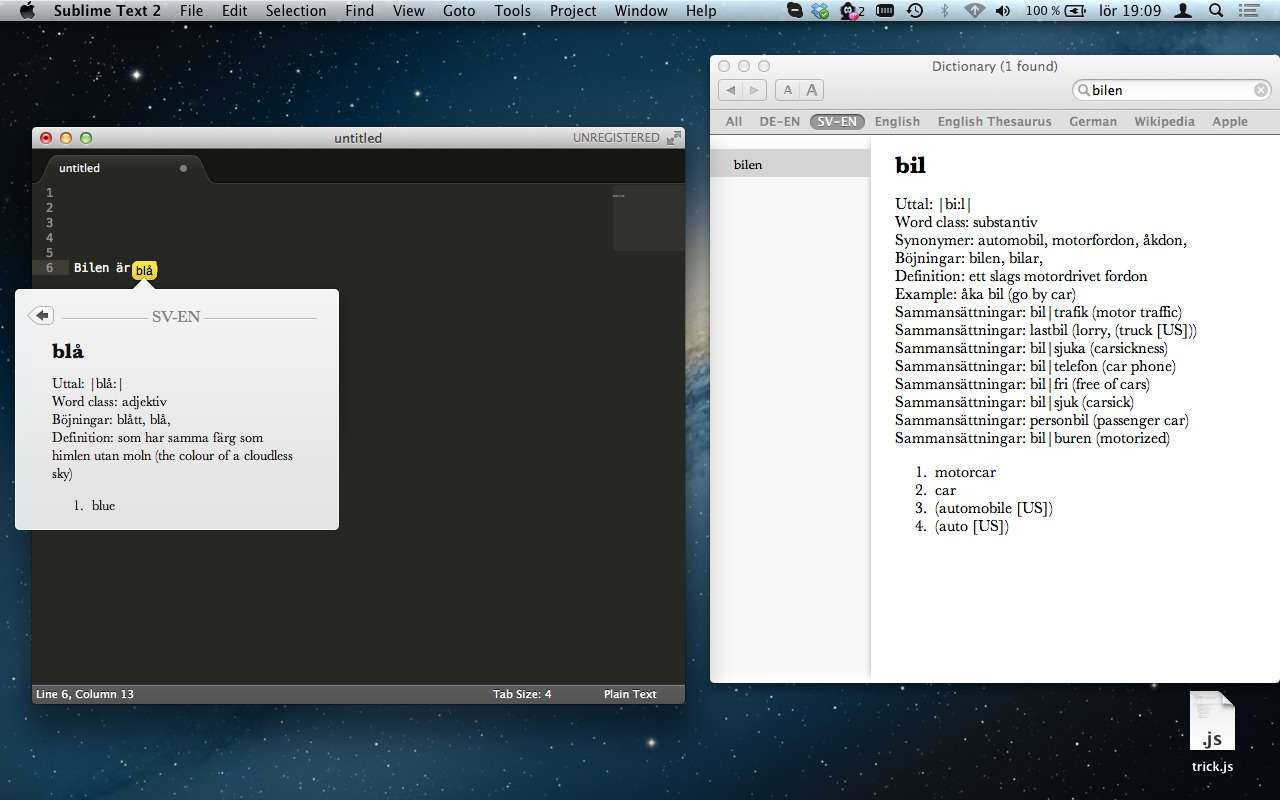 Sublime Text 2 File Edit Selection Find View Goto Tools Project Window Help 2 100 % lör 19:09
untitled UNREGISTERED
untitled
1
2
3
4
5
6 Bilen är blå
SV-EN
blå
Uttal: |blå:|
Word class: adjektiv
Böjningar: blått, blå,
Definition: som har samma färg som
himlen utan moln (the colour of a cloudless
sky)
1. blue
Line 6, Column 13 Tab Size: 4 Plain Text
Dictionary (1 found)
A A bilen
All DE-EN SV-EN English English Thesaurus German Wikipedia Apple
bilen
bil
Uttal: |bi:l|
Word class: substantiv
Synonymer: automobil, motorfordon, åkdon,
Böjningar: bilen, bilar,
Definition: ett slags motordrivet fordon
Example: åka bil (go by car)
Sammansättningar: bil|trafik (motor traffic)
Sammansättningar: lastbil (lorry, (truck [US]))
Sammansättningar: bil|sjuka (carsickness)
Sammansättningar: bil|telefon (car phone)
Sammansättningar: bil|fri (free of cars)
Sammansättningar: bil|sjuk (carsick)
Sammansättningar: personbil (passenger car)
Sammansättningar: bil|buren (motorized)
1. motorcar
2. car
3. (automobile [US])
4. (auto [US])
.js
trick.js